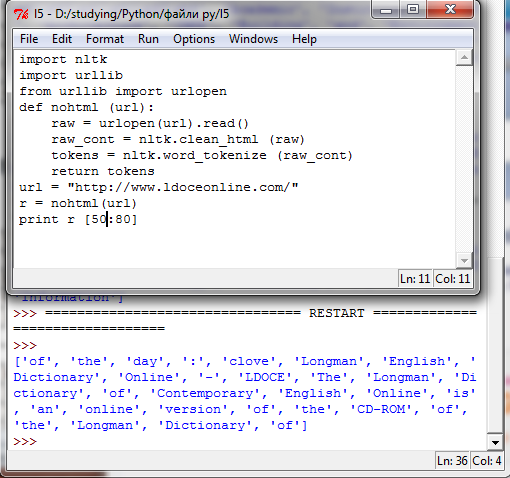 I5 - D:/studying/Python/файли py/I5
File Edit Format Run Options Windows Help
import nltk
import urllib
from urllib import urlopen
def nohtml (url):
    raw = urlopen(url).read()
    raw_cont = nltk.clean_html (raw)
    tokens = nltk.word_tokenize (raw_cont)
    return tokens
url = "http://www.ldoceonline.com/"
r = nohtml(url)
print r [50:80]
Ln: 11 Col: 11
'information']
>>> ================================ RESTART =============
===================
>>>
['of', 'the', 'day', ':', 'clove', 'Longman', 'English', '
Dictionary', 'Online', '-', 'LDOCE', 'The', 'Longman', 'Di
ctionary', 'of', 'Contemporary', 'English', 'Online', 'is'
, 'an', 'online', 'version', 'of', 'the', 'CD-ROM', 'of',
'the', 'Longman', 'Dictionary', 'of']
>>>
Ln: 36 Col: 4